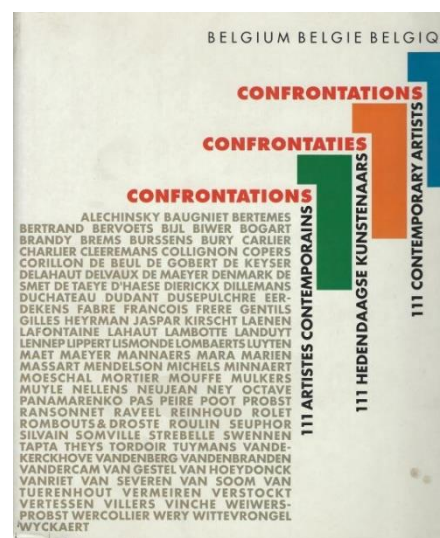 BELGIUM BELGIE BELGIQ
CONFRONTATIONS
CONFRONTATIES
CONFRONTATIONS
111 ARTISTES CONTEMPORAINS
111 HEDENDAAGSE KUNSTENAARS
111 CONTEMPORARY ARTISTS
ALECHINSKY BAUGNIET BERTEMES
BERTRAND BERVOETS BIJL BIWER BOGART
BRANDY BREMS BURSSENS BURY CARLIER
CHARLIER CLEEREMANS COLLIGNON COPERS
CORILLON DE BEUL DE GOBERT DE KEYSER
DELAHAUT DELVAUX DE MAEYER DENMARK DE
SMET DE TAEYE D'HAESE DIERICKX DILLEMANS
DUCHATEAU DUDANT DUSEPULCHRE EER-
DEKENS FABRE FRANCOIS FRERE GENTILS
GILLES HEYRMAN JASPAR KIRSCHT LAENEN
LAFONTAINE LAHAUT LAMBOTTE LANDUYT
LENNEP LIPPERT LISMONDE LOMBAERTS LUYTEN
MAET MAEYER MANNAERS MARA MARIEN
MASSART MENDELSON MICHELS MINNAERT
MOESCHAL MORTIER MOUFFE MULKERS
MUYLE NELLENS NEUJEAN NEY OCTAVE
PANAMARENKO PAS PEIRE POOT PROBST
RANSONNET RAVEEL REINHOUD ROLET
ROMBOUTS & DROSTE ROULIN SEUPHOR
SILVAIN SOMVILLE STREBELLE SWENNEN
TAPTA THEYS TORDOIR TUYMANS VANDE-
KERCKHOVE VANDENBERG VANDENBRANDEN
VANDERCAM VAN GESTEL VAN HOEYDONCK
VANRIET VAN SEVEREN VAN SOOM VAN
TUERENHOUT VERMEIREN VERSTOCKT
VERTESSEN VILLERS VINCHE WEIWERS-
PROBST WERCOLLIER WERY WITTEVRONGEL
WYCKAERT